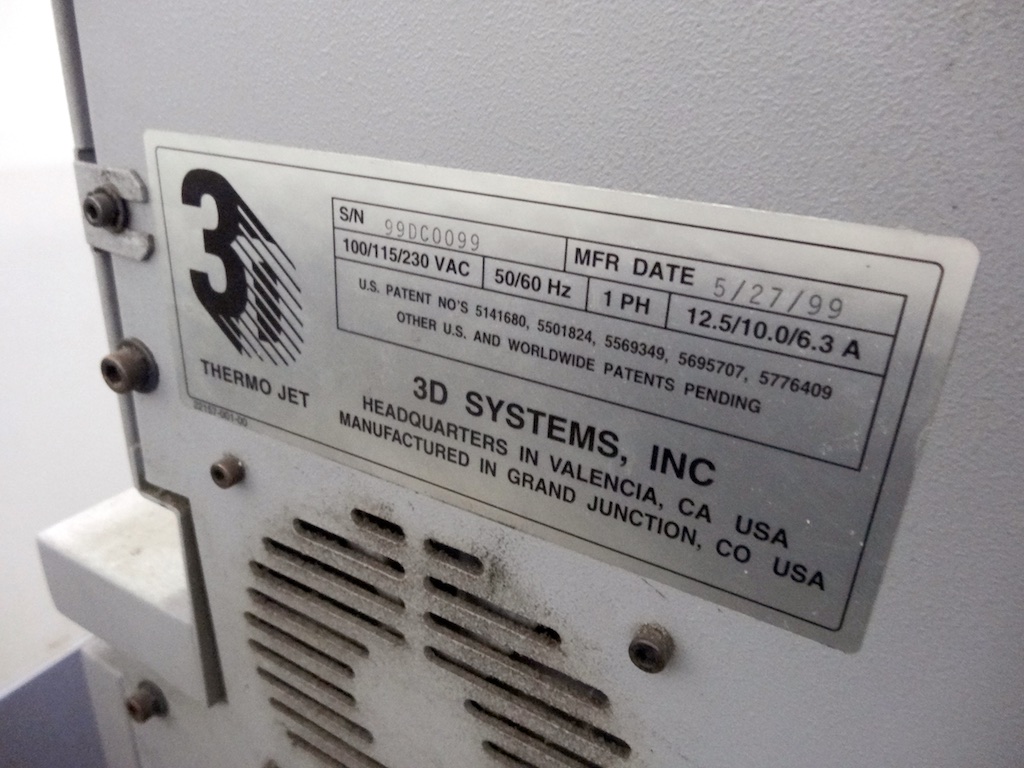 3D
THERMO JET
S/N 99DC0099
MFR DATE 5/27/99
100/115/230 VAC
50/60 Hz
1 PH
12.5/10.0/6.3 A
U.S. PATENT NO'S 5141680, 5501824, 5569349, 5695707, 5776409
OTHER U.S. AND WORLDWIDE PATENTS PENDING
3D SYSTEMS, INC
HEADQUARTERS IN VALENCIA, CA USA
MANUFACTURED IN GRAND JUNCTION, CO USA